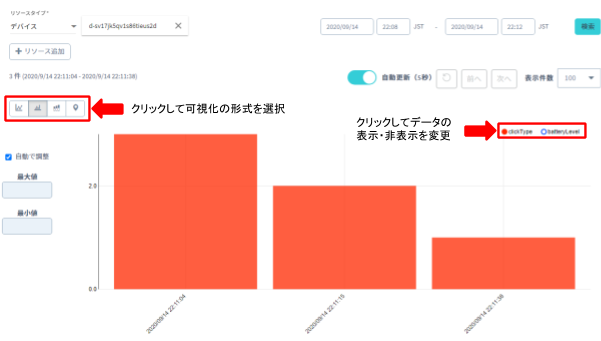 リソースタイプ*
デバイス
d-sv17jk5qv1s86tieus2d ×
2020/09/14 22:08 JST - 2020/09/14 22:12 JST 検索
+ リソース追加
3 件 (2020/9/14 22:11:04 - 2020/9/14 22:11:38)
自動更新 (5秒) 前へ 次へ 表示件数 100
クリックして可視化の形式を選択
クリックしてデータの
表示・非表示を変更
clickType batteryLevel
自動で調整
最大値
最小値
2.0
0.0
2020/09/14 22:11:04
2020/09/14 22:11:19
2020/09/14 22:11:38